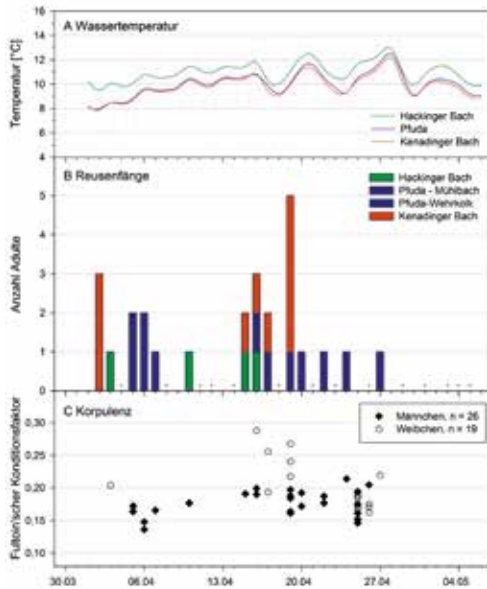 A Wassertemperatur
Temperatur [°C]
16
14
12
10
8
6
4
Hackinger Bach
Pfuda
Kenadinger Bach
B Reusenfänge
Anzahl Adulte
5
4
3
2
1
0
Hackinger Bach
Pfuda - Mühlbach
Pfuda-Wehrkolk
Kenadinger Bach
C Korpulenz
Fultoin'scher Konditionsfaktor
0,30
0,25
0,20
0,15
0,10
Männchen, n = 26
Weibchen, n = 19
30.03
06.04
13.04
20.04
27.04
04.05